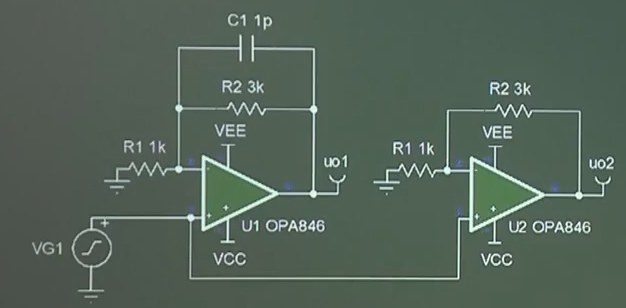 C1 1p
R2 3k
VEE
R1 1k
uo1
U1 OPA846
VCC
VG1
R2 3k
VEE
R1 1k
uo2
U2 OPA846
VCC